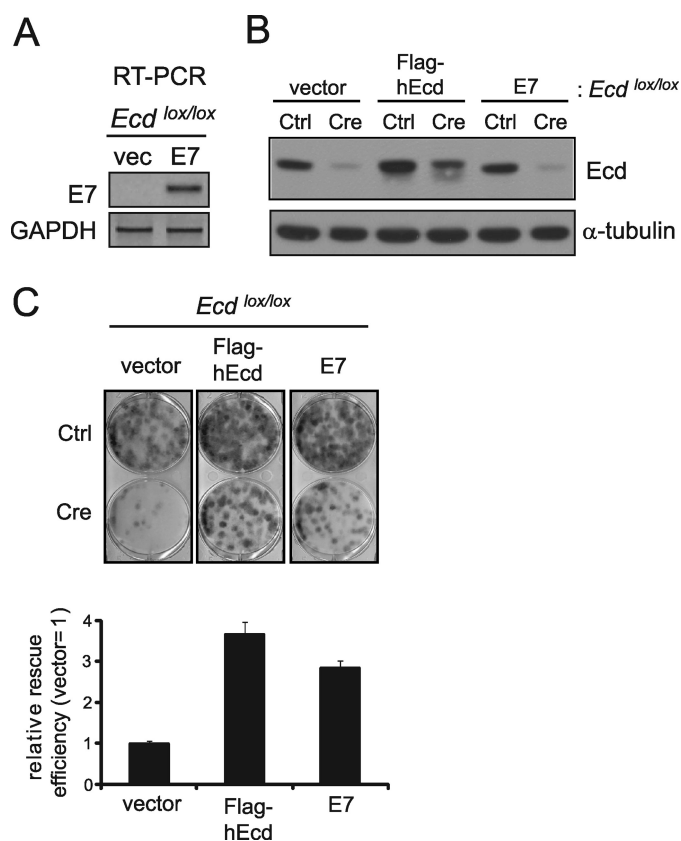 A
RT-PCR
Ecd lox/lox
vec E7
E7
GAPDH
B
vector Flag-hEcd E7 : Ecd lox/lox
Ctrl Cre Ctrl Cre Ctrl Cre
Ecd
α-tubulin
C
Ecd lox/lox
vector Flag-hEcd E7
Ctrl
Cre
relative rescue
efficiency (vector=1)
4
3
2
1
0
vector Flag-hEcd E7